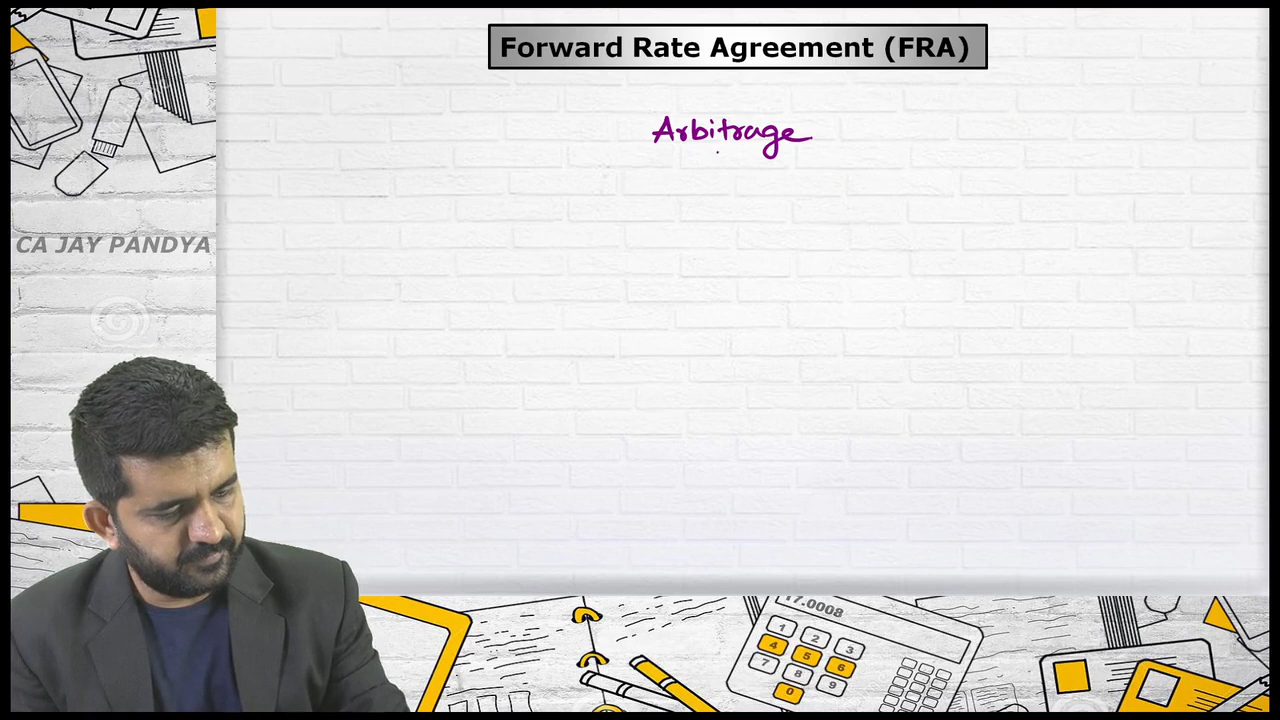 Forward Rate Agreement (FRA)
Arbitrage
CA JAY PANDYA
17.0008
1 2 3
4 5 6
7 8 9
0